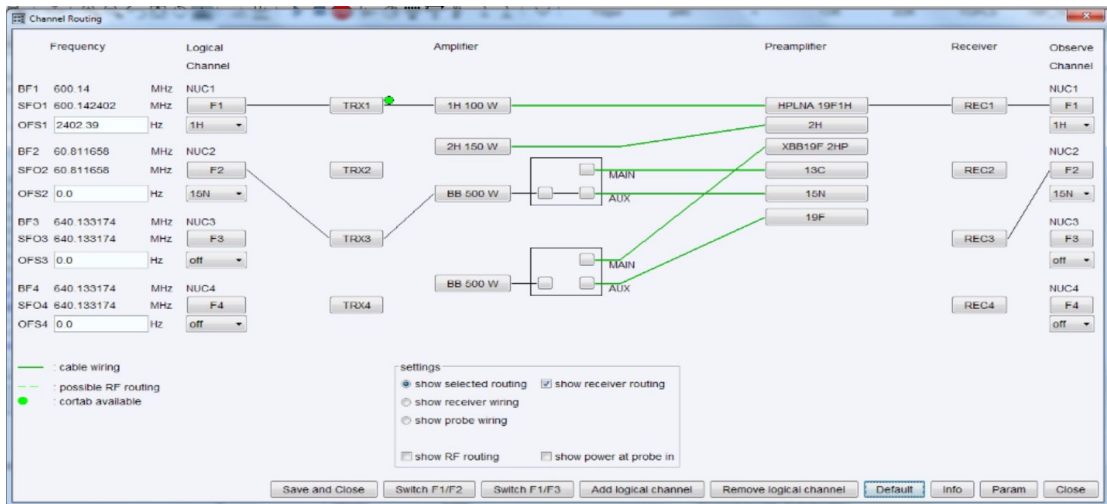 Channel Routing
Frequency Logical Channel Amplifier Preamplifier Receiver Observe Channel
BF1 600.14 MHz NUC1 NUC1
SFO1 600.142402 MHz F1 TRX1 1H 100 W HPLNA 19F1H REC1 F1
OFS1 2402.39 Hz 1H 2H 1H
BF2 60.811658 MHz NUC2 2H 150 W XBB19F 2HP NUC2
SFO2 60.811658 MHz F2 TRX2 MAIN 13C REC2 F2
OFS2 0.0 Hz 15N BB 500 W AUX 15N 15N
BF3 640.133174 MHz NUC3 19F NUC3
SFO3 640.133174 MHz F3 TRX3 REC3 F3
OFS3 0.0 Hz off MAIN off
BF4 640.133174 MHz NUC4 BB 500 W AUX NUC4
SFO4 640.133174 MHz F4 TRX4 REC4 F4
OFS4 0.0 Hz off off
: cable wiring
: possible RF routing
: cortab available
settings
show selected routing show receiver routing
show receiver wiring
show probe wiring
show RF routing show power at probe in
Save and Close Switch F1/F2 Switch F1/F3 Add logical channel Remove logical channel Default Info Param Close